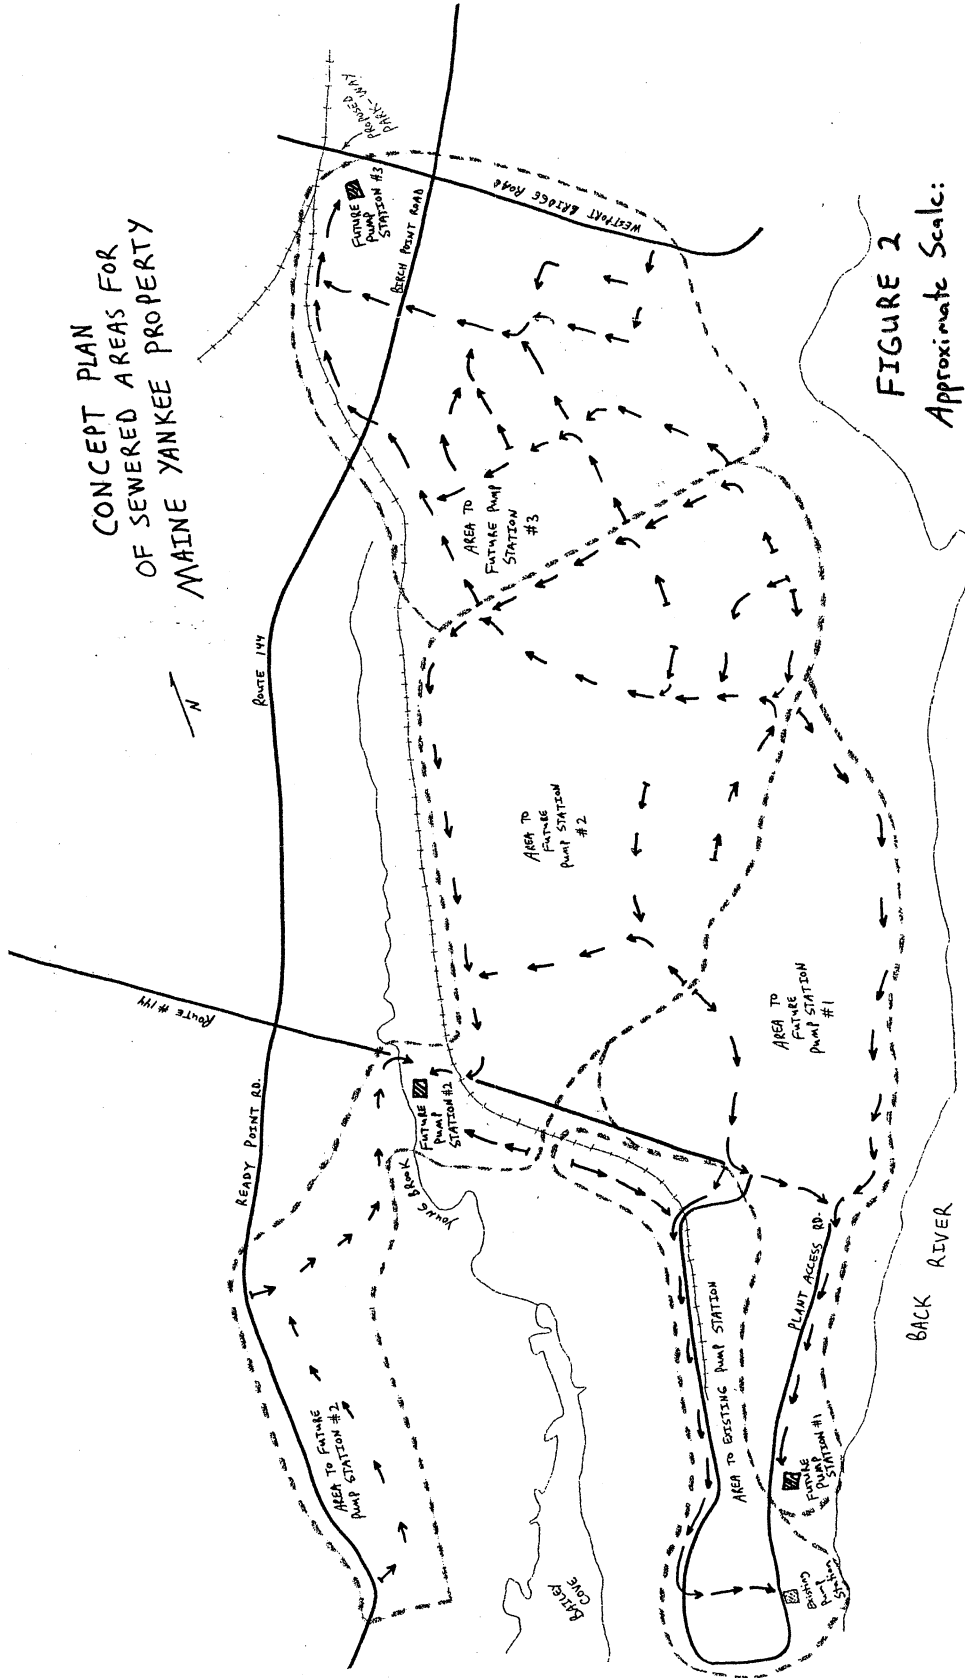 CONCEPT PLAN
OF SEWERED AREAS FOR
MAINE YANKEE PROPERTY
N
PROPOSED
PARK-WAY
FUTURE
PUMP
STATION #3
BIRCH POINT ROAD
WESTPORT BRIDGE ROAD
ROUTE 144
AREA TO
FUTURE PUMP
STATION
#3
AREA TO
FUTURE
PUMP STATION
#2
AREA TO
FUTURE
PUMP STATION
#1
ROUTE #144
READY POINT RD.
FUTURE
PUMP
STATION #2
YOUNG
BROOK
AREA TO FUTURE
PUMP STATION #2
BAILEY
COVE
AREA TO EXISTING PUMP STATION
PLANT ACCESS RD.
FUTURE
PUMP
STATION #1
EXISTING
PUMP
STATION
BACK RIVER
FIGURE 2
Approximate Scale: